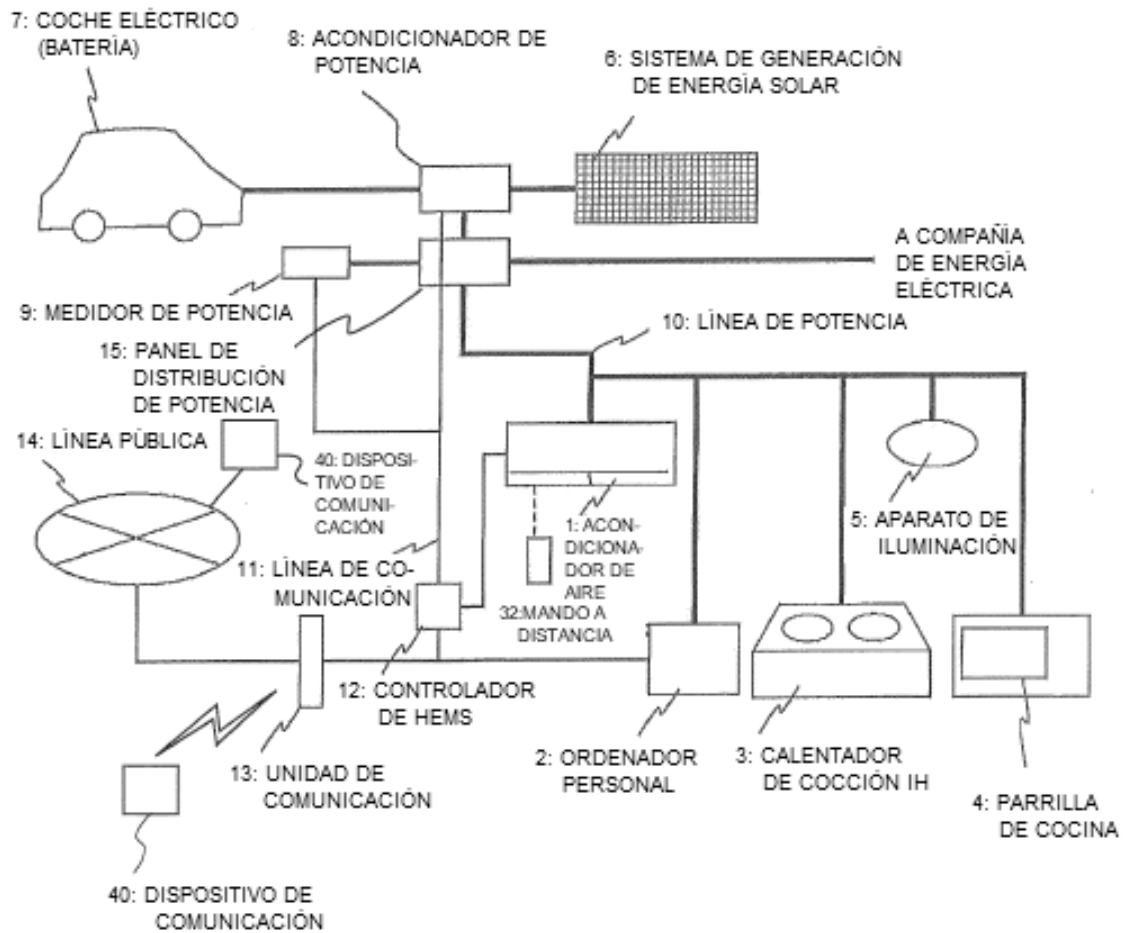 7: COCHE ELÉCTRICO
(BATERÍA)
8: ACONDICIONADOR DE
POTENCIA
6: SISTEMA DE GENERACIÓN
DE ENERGÍA SOLAR
A COMPAÑÍA
DE ENERGÍA
ELÉCTRICA
9: MEDIDOR DE POTENCIA
10: LÍNEA DE POTENCIA
15: PANEL DE
DISTRIBUCIÓN
DE POTENCIA
14: LÍNEA PÚBLICA
40: DISPOSI-
TIVO DE
COMUNI-
CACIÓN
1: ACON-
DICIONA-
DOR DE
AIRE
5: APARATO DE
ILUMINACIÓN
11: LÍNEA DE CO-
MUNICACIÓN
32:MANDO A
DISTANCIA
12: CONTROLADOR
DE HEMS
13: UNIDAD DE
COMUNICACIÓN
2: ORDENADOR
PERSONAL
3: CALENTADOR
DE COCCIÓN IH
4: PARRILLA
DE COCINA
40: DISPOSITIVO DE
COMUNICACIÓN